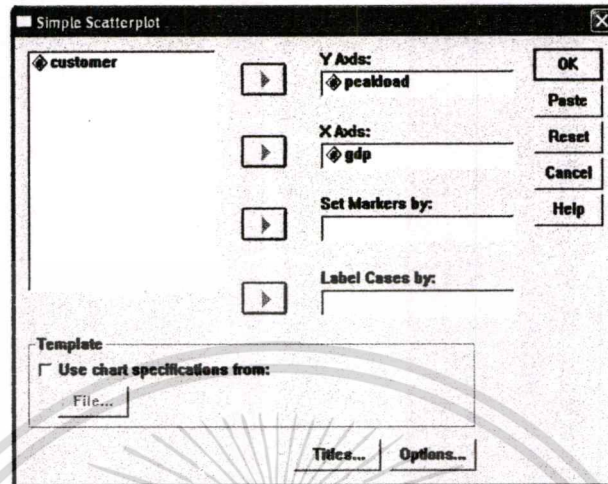 Simple Scatterplot
customer
Y Axis:
peakload
X Axis:
gdp
Set Markers by:
Label Cases by:
OK
Paste
Reset
Cancel
Help
Template
Use chart specifications from:
File...
Titles...
Options...